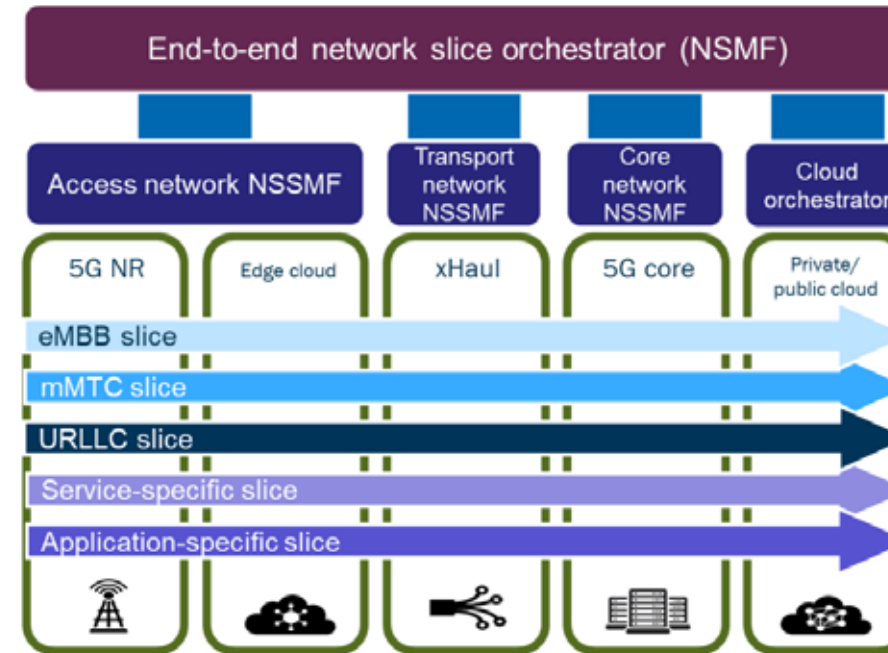 End-to-end network slice orchestrator (NSMF)
Access network NSSMF
Transport
network
NSSMF
Core
network
NSSMF
Cloud
orchestrator
5G NR
Edge cloud
xHaul
5G core
Private/
public cloud
eMBB slice
mMTC slice
URLLC slice
Service-specific slice
Application-specific slice